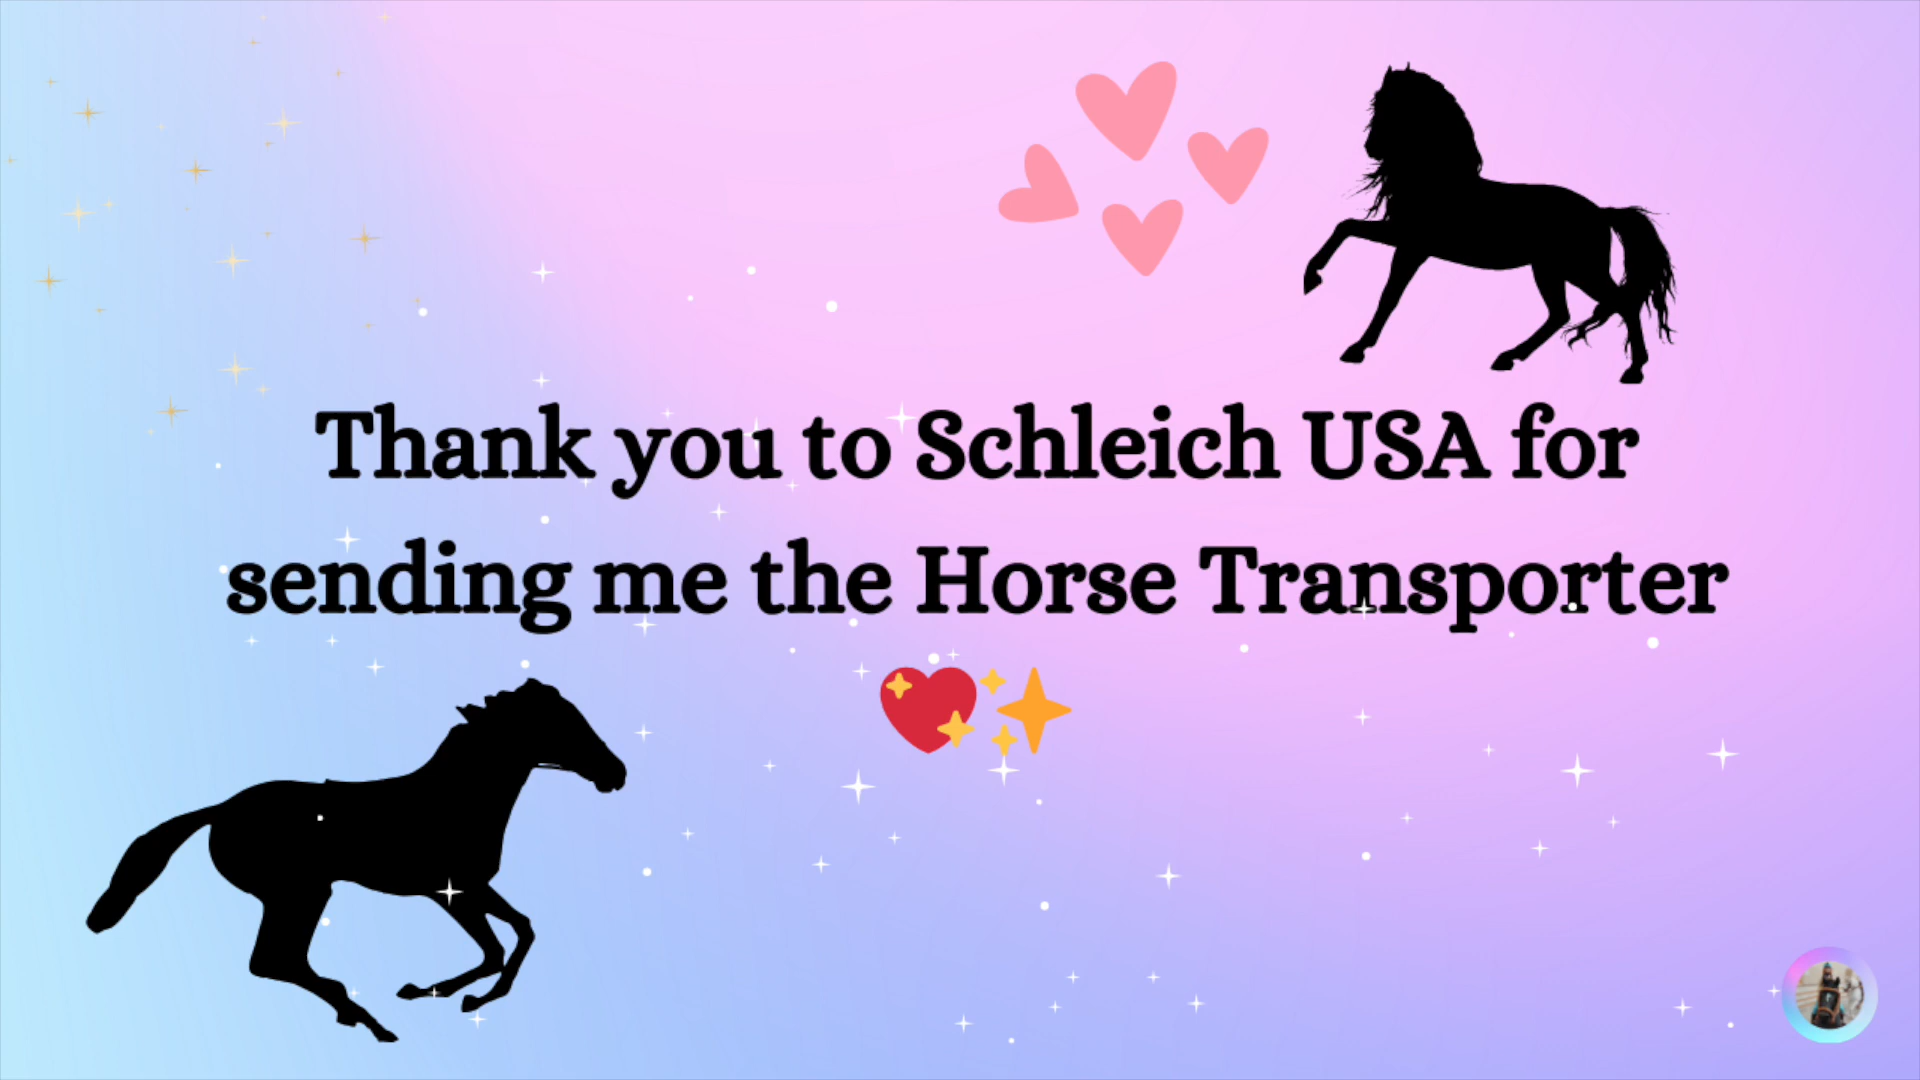 Thank you to Schleich USA for
sending me the Horse Transporter
💖✨